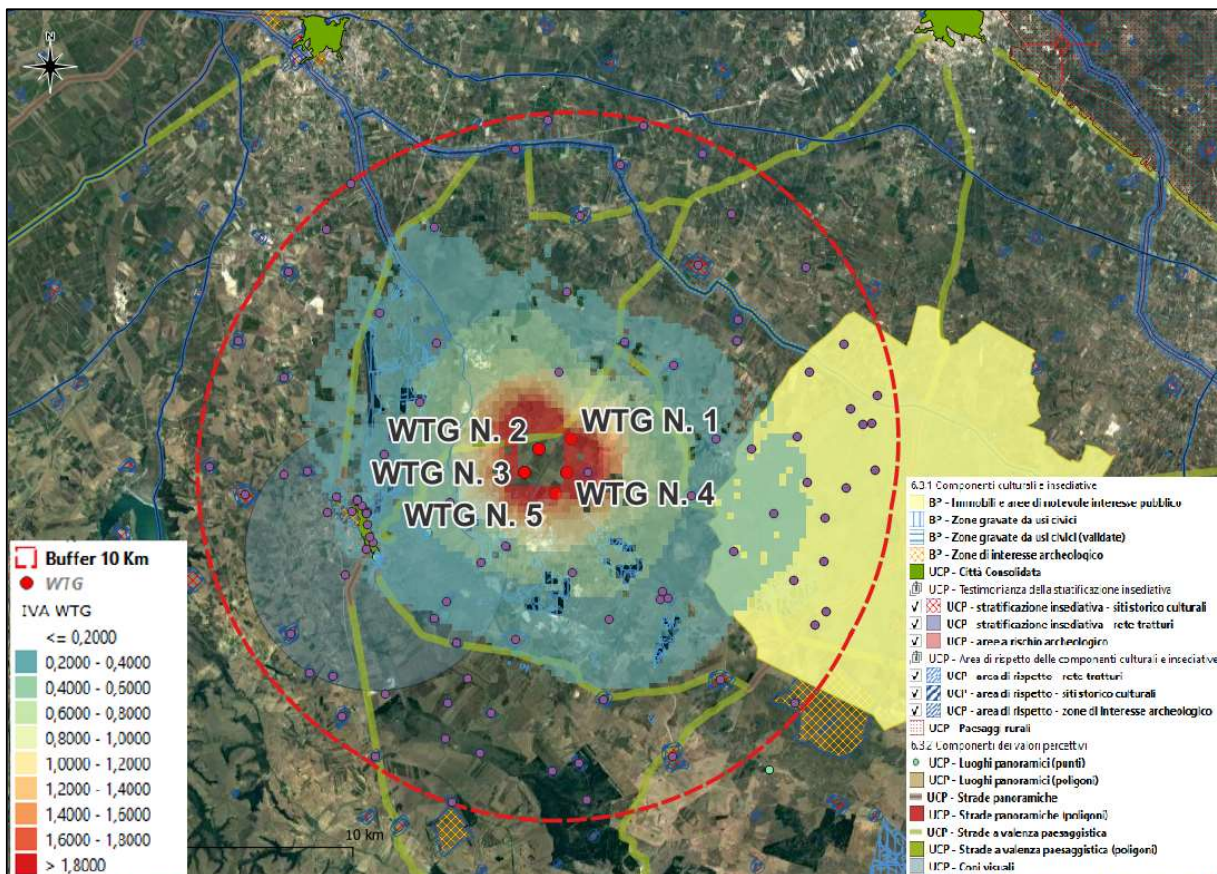 N
WTG N. 1
WTG N. 2
WTG N. 3
WTG N. 4
WTG N. 5
Buffer 10 Km
WTG
IVA WTG
<= 0,2000
0,2000 - 0,4000
0,4000 - 0,6000
0,6000 - 0,8000
0,8000 - 1,0000
1,0000 - 1,2000
1,2000 - 1,4000
1,4000 - 1,6000
1,6000 - 1,8000
> 1,8000
10 km
6.3.1 Componenti culturali e insediative
BP - Immobili e aree di notevole interesse pubblico
BP - Zone gravate da usi civici
BP - Zone gravate da usi civici (validate)
BP - Zone di interesse archeologico
UCP - Città Consolidata
UCP - Testimonianza della stratificazione insediativa
UCP - stratificazione insediativa - siti storico culturali
UCP - stratificazione insediativa - rete tratturi
UCP - aree a rischio archeologico
UCP - Area di rispetto delle componenti culturali e insediative
UCP - area di rispetto - rete tratturi
UCP - area di rispetto - siti storico culturali
UCP - area di rispetto - zone di interesse archeologico
UCP - Paesaggi rurali
6.3.2 Componenti dei valori percettivi
UCP - Luoghi panoramici (punti)
UCP - Luoghi panoramici (poligoni)
UCP - Strade panoramiche
UCP - Strade panoramiche (poligoni)
UCP - Strade a valenza paesaggistica
UCP - Strade a valenza paesaggistica (poligoni)
UCP - Coni visuali